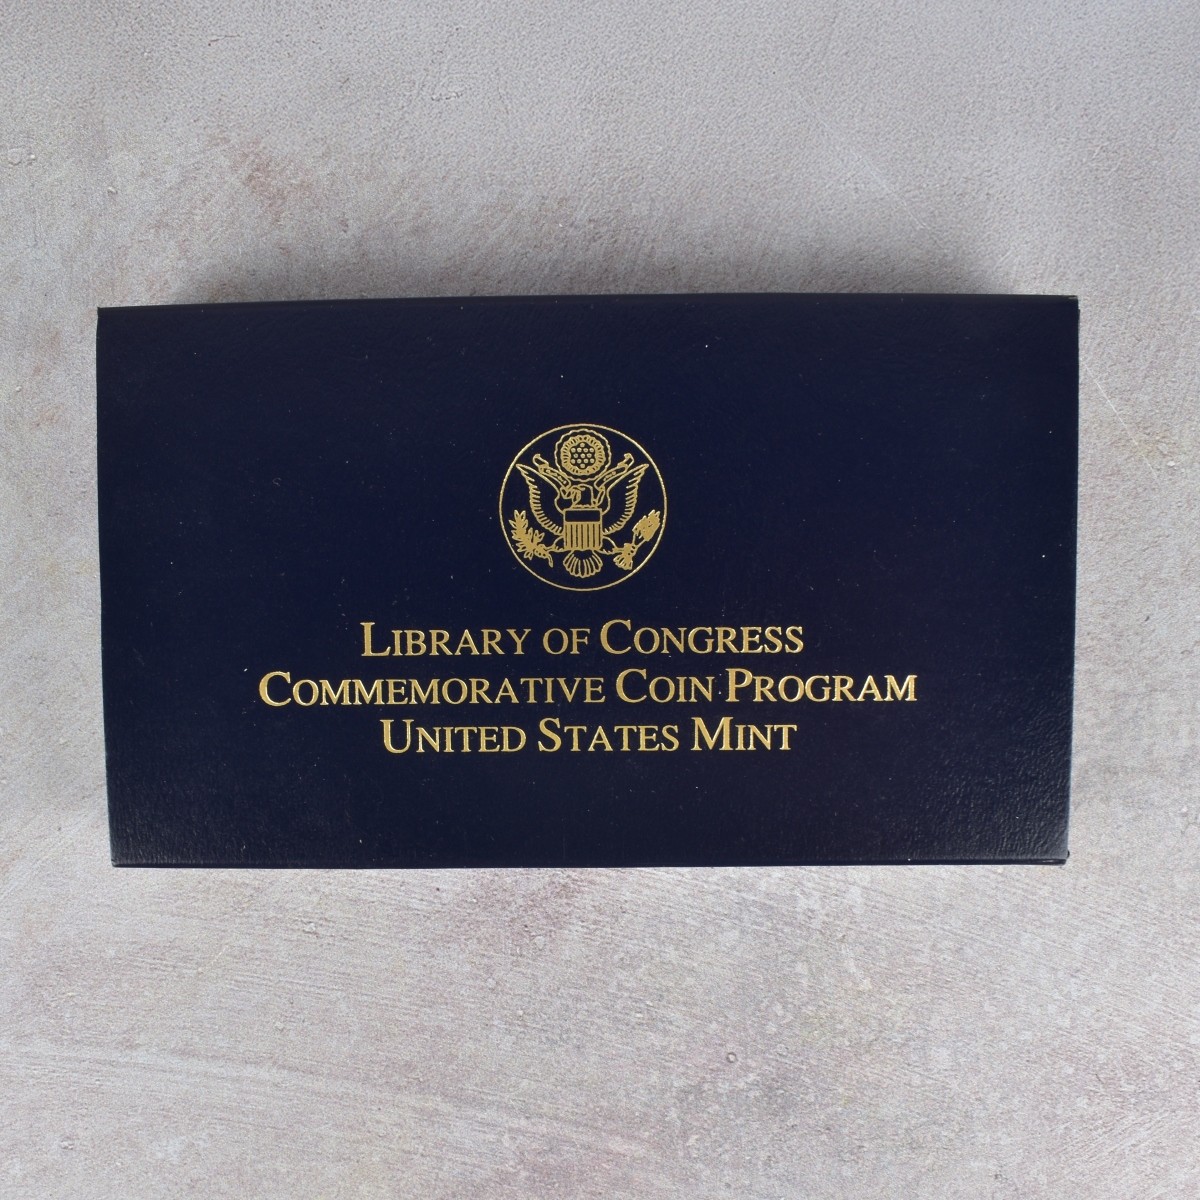 Library of Congress
Commemorative Coin Program
United States Mint